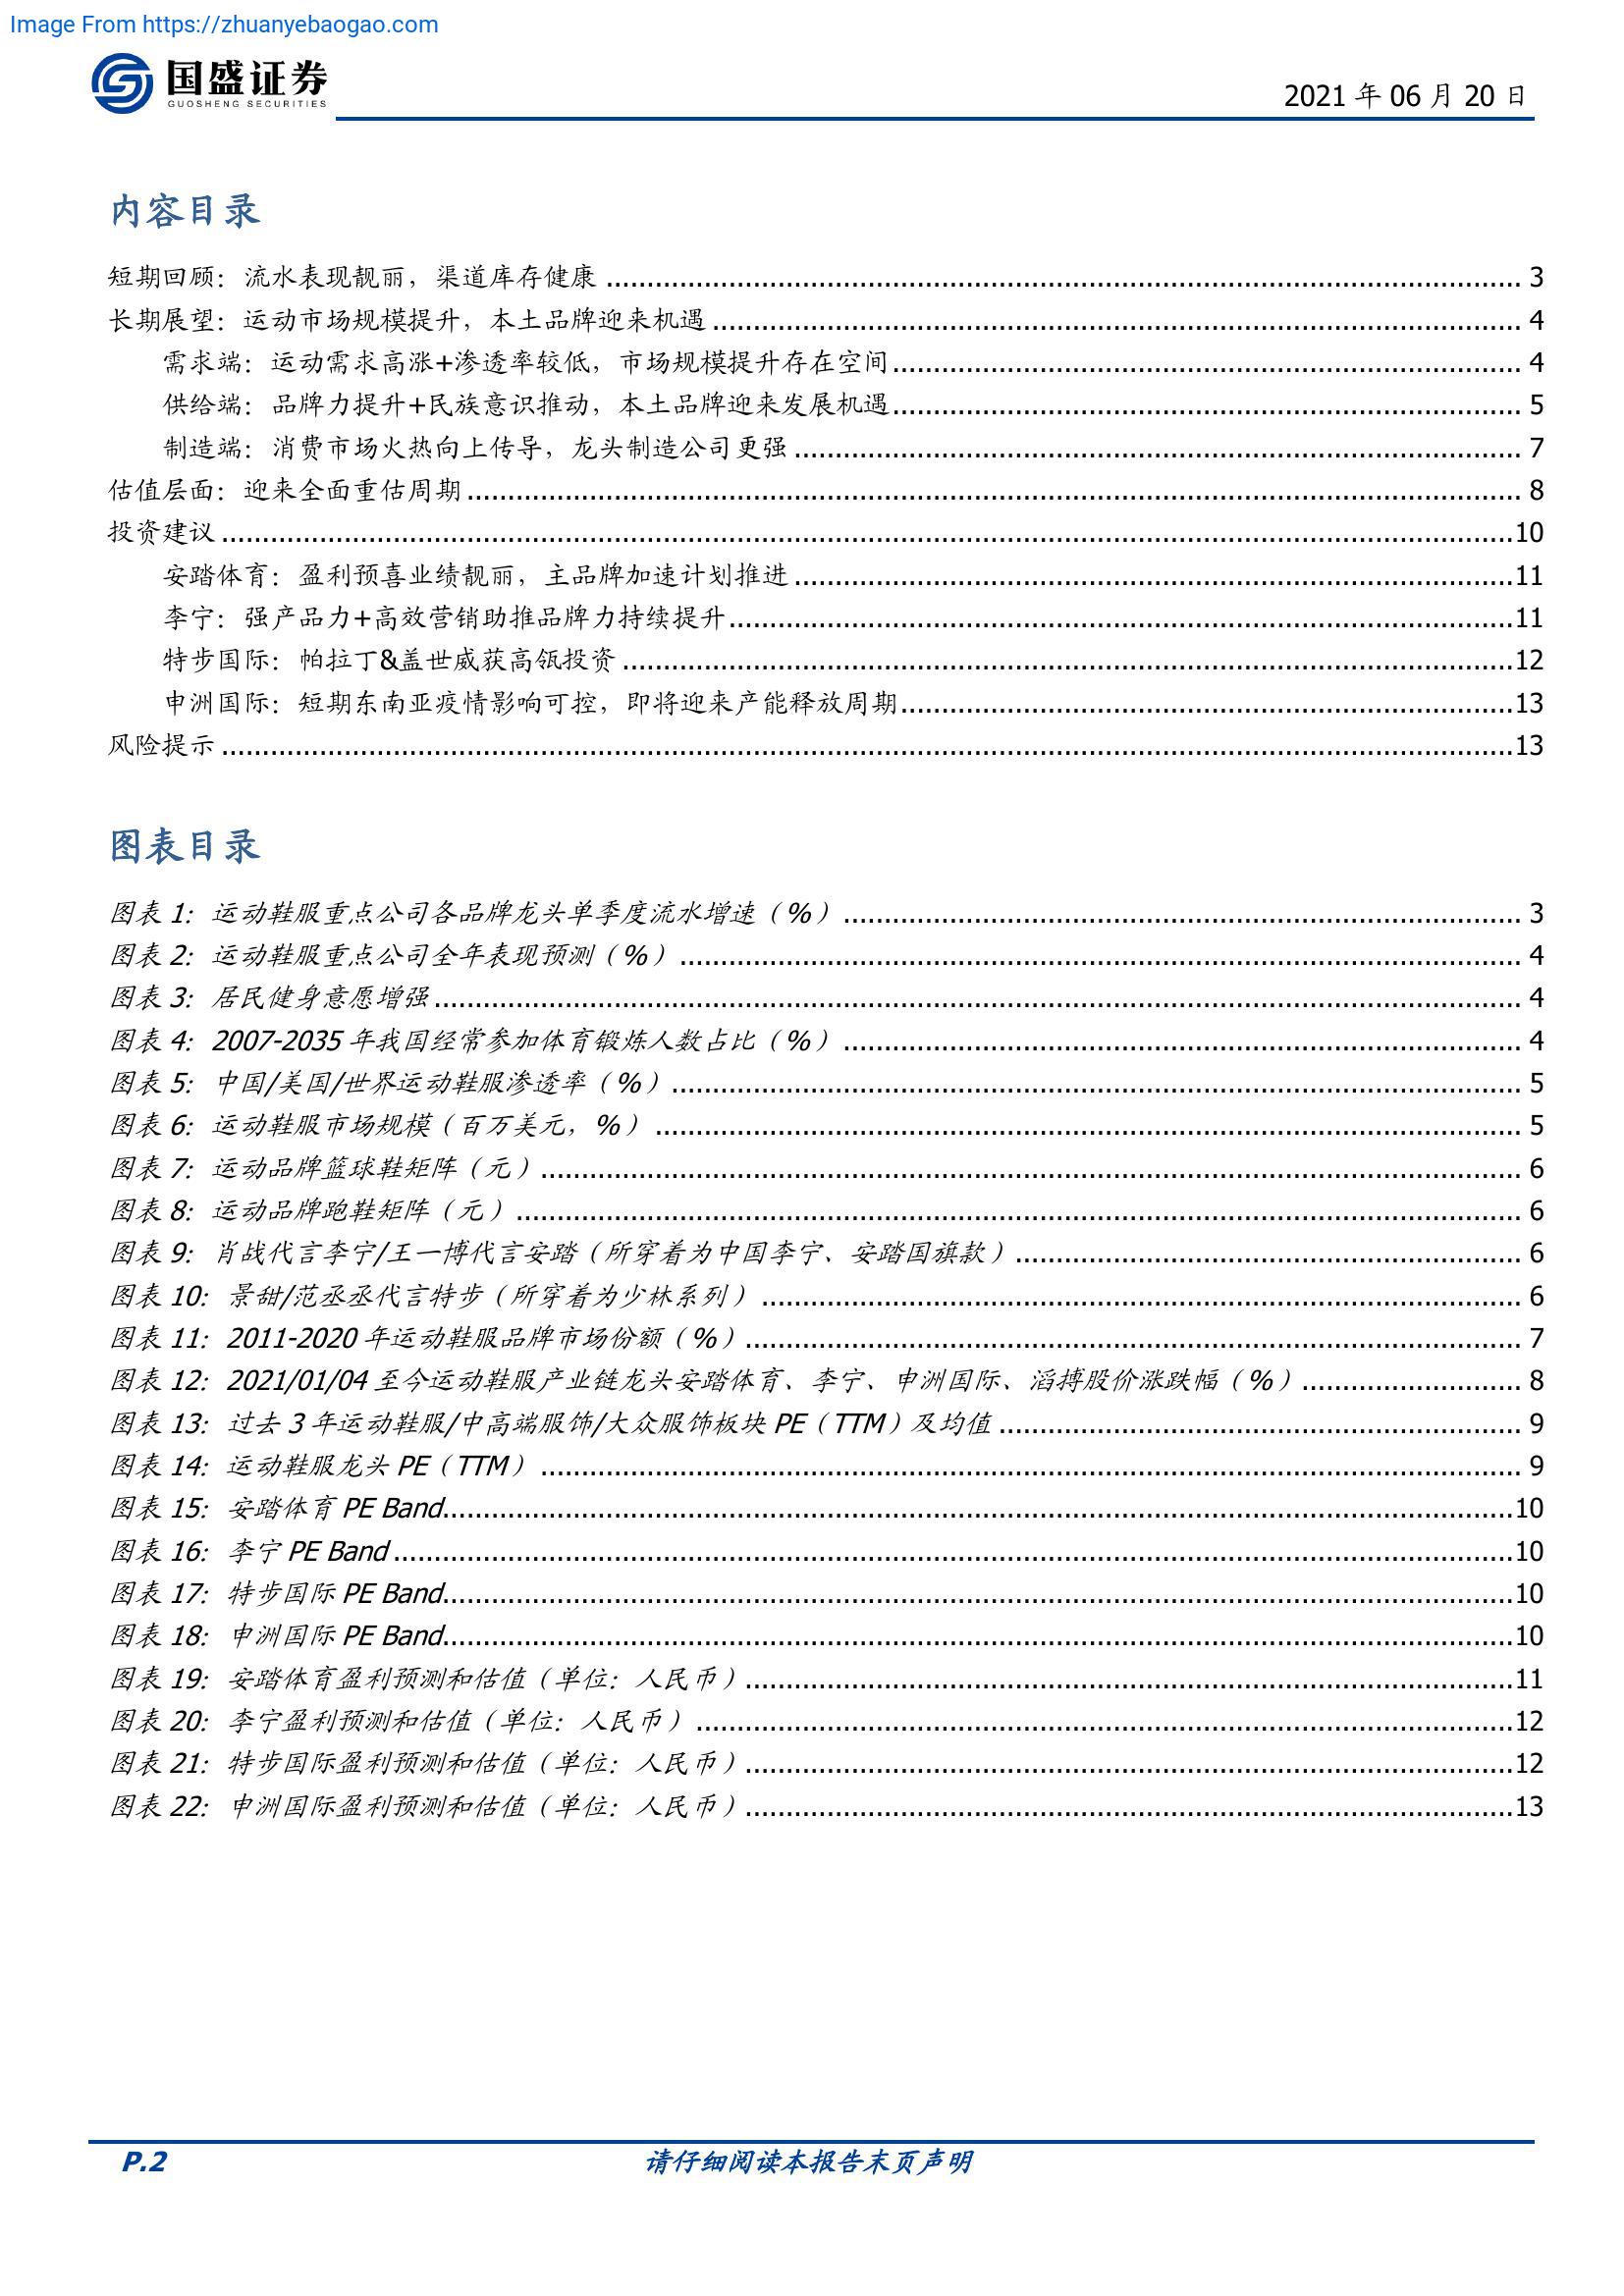 Image From https://zhuanyebaogao.com
国盛证券
GUOSHENG SECURITIES
2021 年 06 月 20 日
内容目录
短期回顾：流水表现靓丽，渠道库存健康 3
长期展望：运动市场规模提升，本土品牌迎来机遇 4
需求端：运动需求高涨+渗透率较低，市场规模提升存在空间 4
供给端：品牌力提升+民族意识推动，本土品牌迎来发展机遇 5
制造端：消费市场火热向上传导，龙头制造公司更强 7
估值层面：迎来全面重估周期 8
投资建议 10
安踏体育：盈利预喜业绩靓丽，主品牌加速计划推进 11
李宁：强产品力+高效营销助推品牌力持续提升 11
特步国际：帕拉丁&盖世威获高瓴投资 12
申洲国际：短期东南亚疫情影响可控，即将迎来产能释放周期 13
风险提示 13
图表目录
图表 1：运动鞋服重点公司各品牌龙头单季度流水增速（%） 3
图表 2：运动鞋服重点公司全年表现预测（%） 4
图表 3：居民健身意愿增强 4
图表 4：2007-2035 年我国经常参加体育锻炼人数占比（%） 4
图表 5：中国/美国/世界运动鞋服渗透率（%） 5
图表 6：运动鞋服市场规模（百万美元，%） 5
图表 7：运动品牌篮球鞋矩阵（元） 6
图表 8：运动品牌跑鞋矩阵（元） 6
图表 9：肖战代言李宁/王一博代言安踏（所穿着为中国李宁、安踏国旗款） 6
图表 10：景甜/范丞丞代言特步（所穿着为少林系列） 6
图表 11：2011-2020 年运动鞋服品牌市场份额（%） 7
图表 12：2021/01/04 至今运动鞋服产业链龙头安踏体育、李宁、申洲国际、滔搏股价涨跌幅（%） 8
图表 13：过去 3 年运动鞋服/中高端服饰/大众服饰板块 PE（TTM）及均值 9
图表 14：运动鞋服龙头 PE（TTM） 9
图表 15：安踏体育 PE Band 10
图表 16：李宁 PE Band 10
图表 17：特步国际 PE Band 10
图表 18：申洲国际 PE Band 10
图表 19：安踏体育盈利预测和估值（单位：人民币） 11
图表 20：李宁盈利预测和估值（单位：人民币） 12
图表 21：特步国际盈利预测和估值（单位：人民币） 12
图表 22：申洲国际盈利预测和估值（单位：人民币） 13
P.2 请仔细阅读本报告末页声明